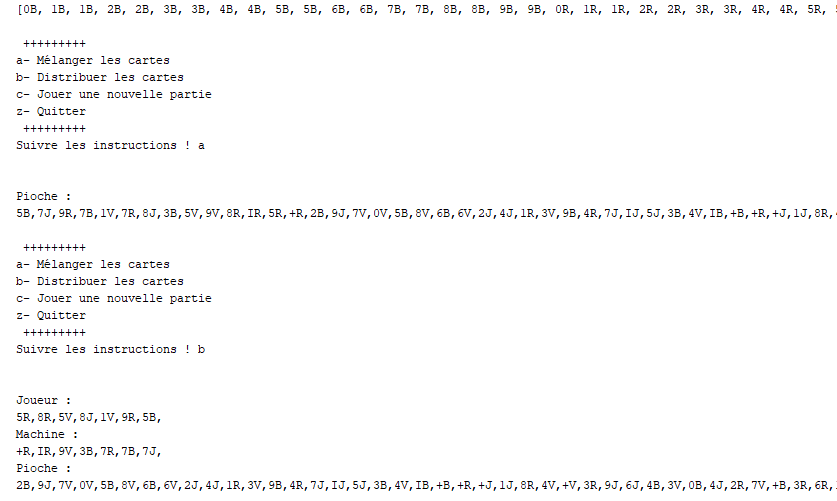 [0B, 1B, 1B, 2B, 2B, 3B, 3B, 4B, 4B, 5B, 5B, 6B, 6B, 7B, 7B, 8B, 8B, 9B, 9B, 0R, 1R, 1R, 2R, 2R, 3R, 3R, 4R, 4R, 5R,
+++++++++
a- Mélanger les cartes
b- Distribuer les cartes
c- Jouer une nouvelle partie
z- Quitter
+++++++++
Suivre les instructions ! a
Pioche :
5B,7J,9R,7B,1V,7R,8J,3B,5V,9V,8R,IR,5R,+R,2B,9J,7V,0V,5B,8V,6B,6V,2J,4J,1R,3V,9B,4R,7J,IJ,5J,3B,4V,IB,+B,+R,+J,1J,8R,
+++++++++
a- Mélanger les cartes
b- Distribuer les cartes
c- Jouer une nouvelle partie
z- Quitter
+++++++++
Suivre les instructions ! b
Joueur :
5R,8R,5V,8J,1V,9R,5B,
Machine :
+R,IR,9V,3B,7R,7B,7J,
Pioche :
2B,9J,7V,0V,5B,8V,6B,6V,2J,4J,1R,3V,9B,4R,7J,IJ,5J,3B,4V,IB,+B,+R,+J,1J,8R,4V,+V,3R,9J,6J,4B,3V,0B,4J,2R,7V,+B,3R,6R,